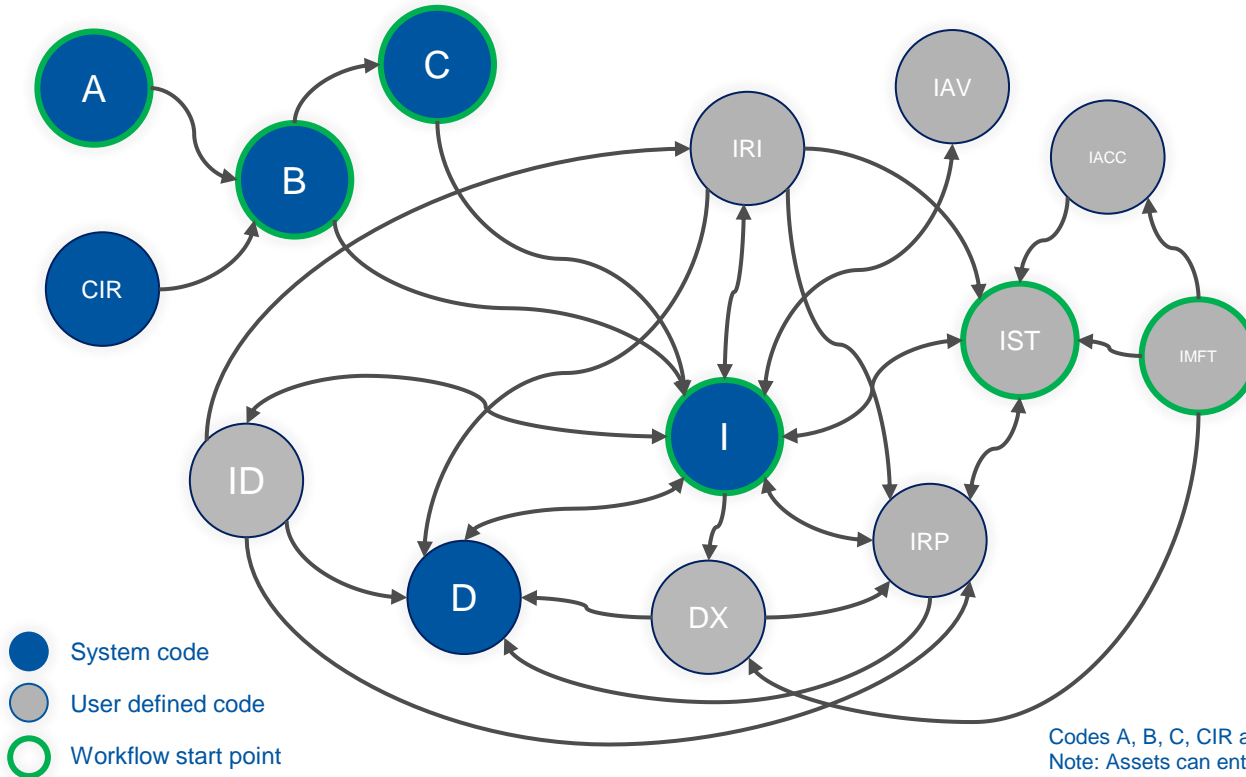 A
C
IAV
B
IRI
IACC
CIR
IST
IMFT
I
ID
IRP
D
DX
System code
User defined code
Workflow start point
Codes A, B, C, CIR a
Note: Assets can ent